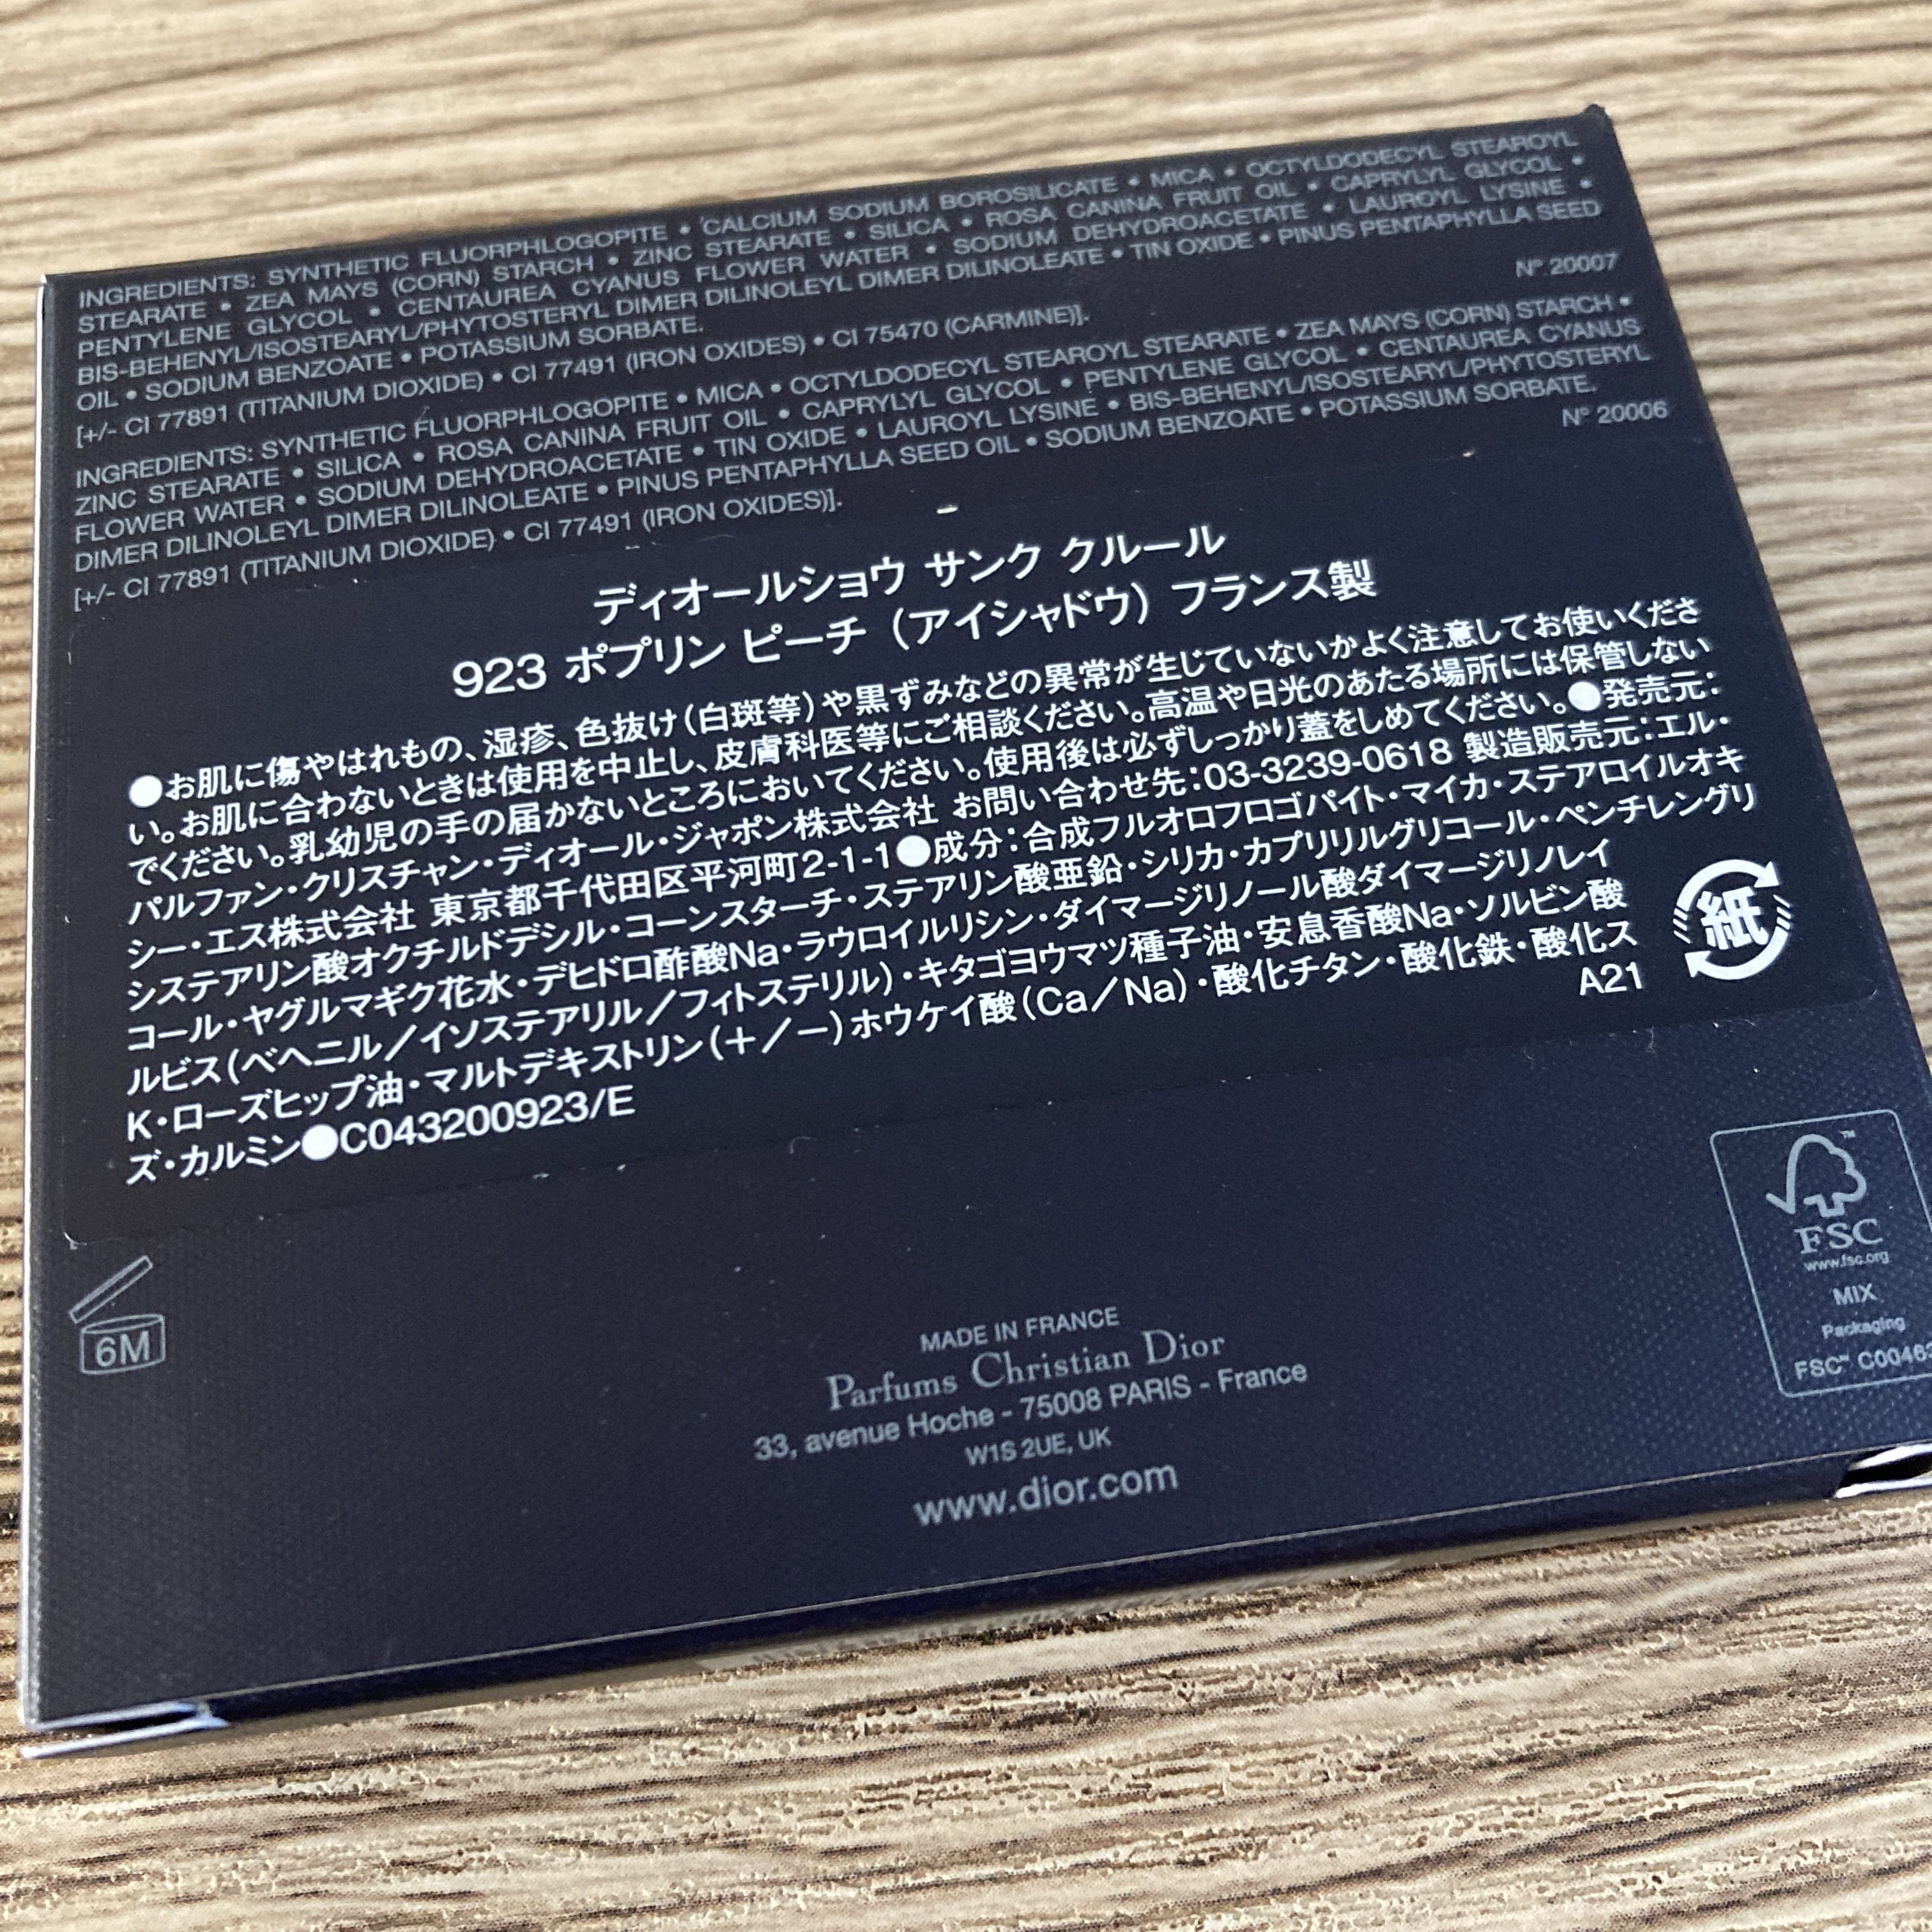 INGREDIENTS: SYNTHETIC FLUORPHLOGOPITE • CALCIUM SODIUM BOROSILICATE • MICA • OCTYLDODECYL STEAROYL
STEARATE • ZEA MAYS (CORN) STARCH • ZINC STEARATE • SILICA • ROSA CANINA FRUIT OIL • CAPRYLYL GLYCOL •
PENTYLENE GLYCOL • CENTAUREA CYANUS FLOWER WATER • SODIUM DEHYDROACETATE • LAUROYL LYSINE •
BIS-BEHENYL/ISOSTEARYL/PHYTOSTERYL DIMER DILINOLEYL DIMER DILINOLEATE • TIN OXIDE • PINUS PENTAPHYLLA SEED
OIL • SODIUM BENZOATE • POTASSIUM SORBATE.
[+/- CI 77891 (TITANIUM DIOXIDE) • CI 77491 (IRON OXIDES) • CI 75470 (CARMINE)].
N° 20007
INGREDIENTS: SYNTHETIC FLUORPHLOGOPITE • MICA • OCTYLDODECYL STEAROYL STEARATE • ZEA MAYS (CORN) STARCH •
ZINC STEARATE • SILICA • ROSA CANINA FRUIT OIL • CAPRYLYL GLYCOL • PENTYLENE GLYCOL • CENTAUREA CYANUS
FLOWER WATER • SODIUM DEHYDROACETATE • TIN OXIDE • LAUROYL LYSINE • BIS-BEHENYL/ISOSTEARYL/PHYTOSTERYL
DIMER DILINOLEYL DIMER DILINOLEATE • PINUS PENTAPHYLLA SEED OIL • SODIUM BENZOATE • POTASSIUM SORBATE.
[+/- CI 77891 (TITANIUM DIOXIDE) • CI 77491 (IRON OXIDES)].
N° 20006
ディオールショウ サンク クルール
923 ポプリン ピーチ (アイシャドウ) フランス製
●お肌に傷やはれもの、湿疹、色抜け(白斑等)や黒ずみなどの異常が生じていないかよく注意してお使いくださ
い。お肌に合わないときは使用を中止し、皮膚科医等にご相談ください。高温や日光のあたる場所には保管しない
でください。乳幼児の手の届かないところにおいてください。使用後は必ずしっかり蓋をしめてください。●発売元:
パルファン・クリスチャン・ディオール・ジャポン株式会社 お問い合わせ先:03-3239-0618 製造販売元:エル・
シー・エス株式会社 東京都千代田区平河町2-1-1●成分:合成フルオロフロゴパイト・マイカ・ステアロイルオキ
システアリン酸オクチルドデシル・コーンスターチ・ステアリン酸亜鉛・シリカ・カプリリルグリコール・ペンチレングリ
コール・ヤグルマギク花水・デヒドロ酢酸Na・ラウロイルリシン・ダイマージリノール酸ダイマージリノレイ
ルビス(ベヘニル/イソステアリル/フィトステリル)・キタゴヨウマツ種子油・安息香酸Na・ソルビン酸
K・ローズヒップ油・マルトデキストリン(+/-)ホウケイ酸(Ca/Na)・酸化チタン・酸化鉄・酸化ス
ズ・カルミン●C043200923/E
A21
紙
6M
MADE IN FRANCE
Parfums Christian Dior
33, avenue Hoche - 75008 PARIS - France
W1S 2UE, UK
www.dior.com
FSC™
www.fsc.org
MIX
Packaging
FSC™